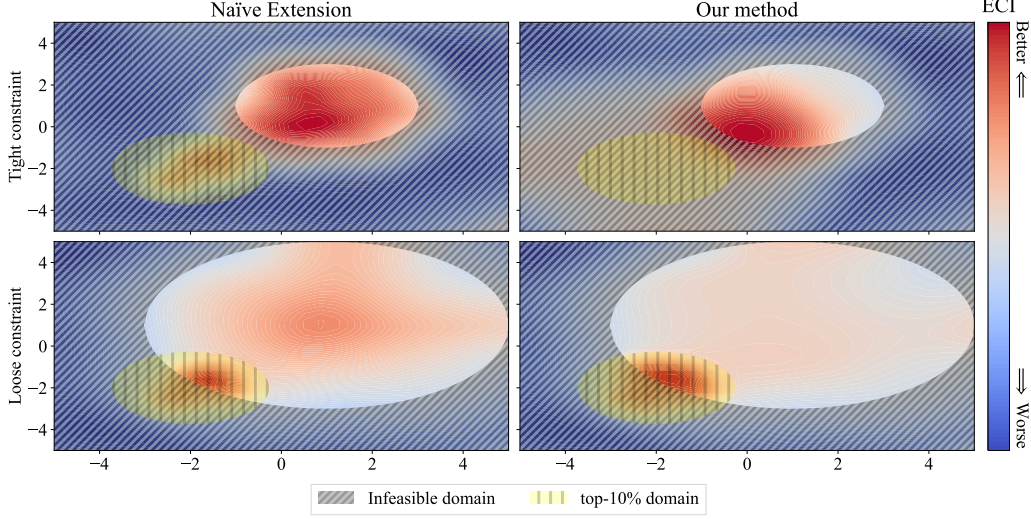 Naïve Extension
Our method
ECI
Tight constraint
4
2
0
−2
−4
Better ⟹
Loose constraint
4
2
0
−2
−4
⟹ Worse
−4 −2 0 2 4
−4 −2 0 2 4
Infeasible domain
top-10% domain